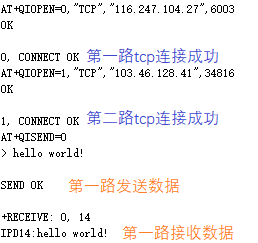 AT+QIOPEN=0,"TCP","116.247.104.27",6003
OK
0, CONNECT OK 第一路tcp连接成功
AT+QIOPEN=1,"TCP","103.46.128.41",34816
OK
1, CONNECT OK 第二路tcp连接成功
AT+QISEND=0
> hello world!
SEND OK 第一路发送数据
+RECEIVE: 0, 14
IPD14:hello world! 第一路接收数据